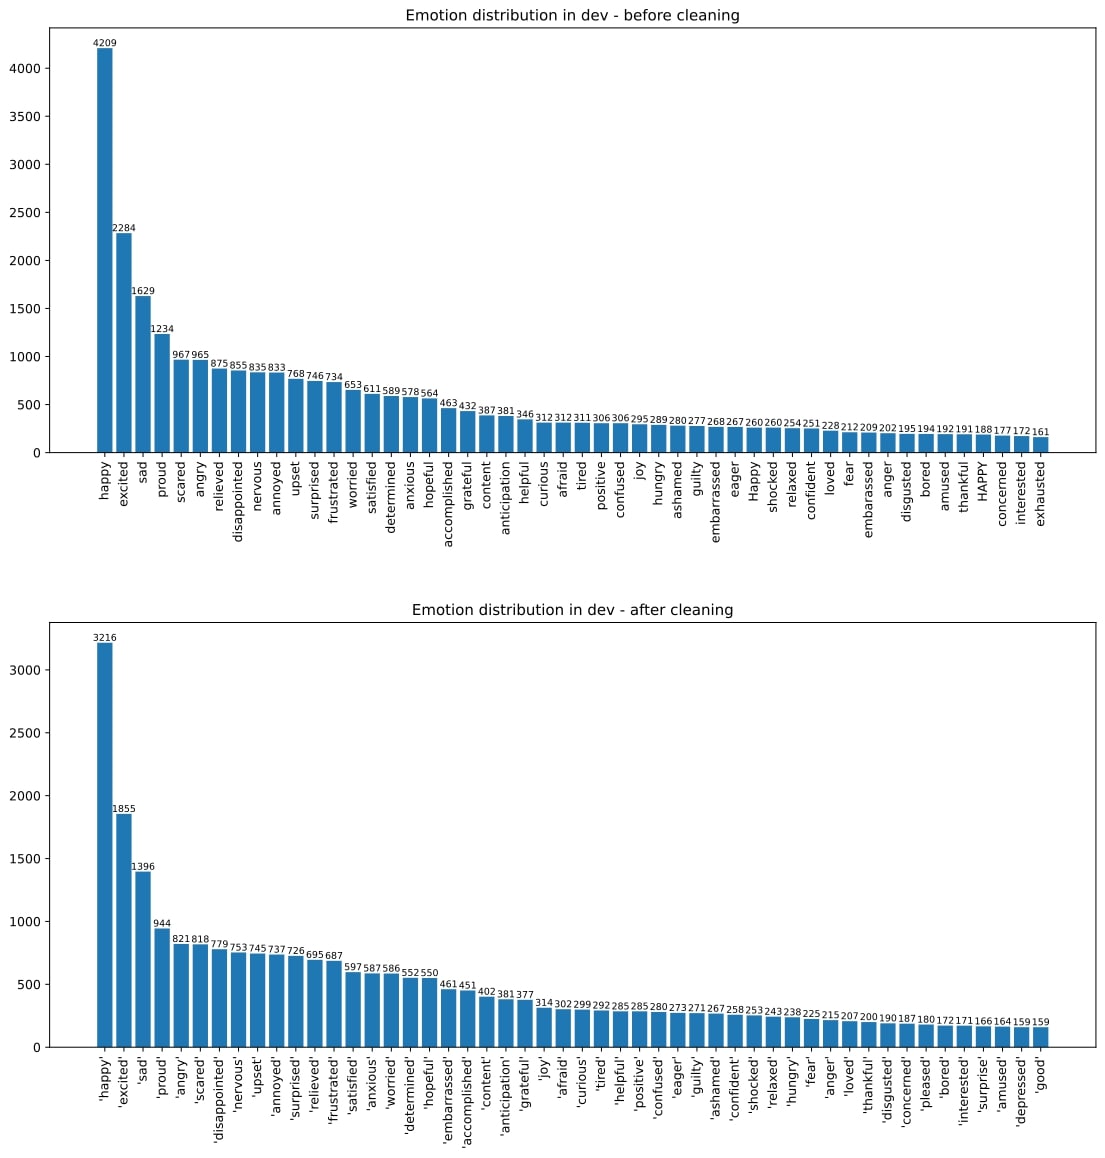 Emotion distribution in dev - before cleaning
4000
3500
3000
2500
2000
1500
1000
500
0
4209 2284 1629 1234 967 965 875 855 835 833 768 746 734 653 611 589 578 564 463 432 387 381 346 312 312 311 306 306 295 289 280 277 268 267 260 260 254 251 228 212 209 202 195 194 192 191 188 177 172 161
happy excited sad proud scared angry relieved disappointed nervous annoyed upset surprised frustrated worried satisfied determined anxious hopeful accomplished grateful content anticipation helpful curious afraid tired positive confused joy hungry ashamed guilty embarrassed eager Happy shocked relaxed confident loved fear embarassed anger disgusted bored amused thankful HAPPY concerned interested exhausted
Emotion distribution in dev - after cleaning
3000
2500
2000
1500
1000
500
0
3216 1855 1396 944 821 818 779 753 745 737 726 695 687 597 587 586 552 550 461 451 402 381 377 314 302 299 292 285 285 280 273 271 267 258 253 243 238 225 215 207 200 190 187 180 172 171 166 164 159 159
'happy' 'excited' 'sad' 'proud' 'angry' 'scared' 'disappointed' 'nervous' 'upset' 'annoyed' 'surprised' 'relieved' 'frustrated' 'satisfied' 'anxious' 'worried' 'determined' 'hopeful' 'embarrassed' 'accomplished' 'content' 'anticipation' 'grateful' 'joy' 'afraid' 'curious' 'tired' 'helpful' 'positive' 'confused' 'eager' 'guilty' 'ashamed' 'confident' 'shocked' 'relaxed' 'hungry' 'fear' 'anger' 'loved' 'thankful' 'disgusted' 'concerned' 'pleased' 'bored' 'interested' 'surprise' 'amused' 'depressed' 'good'